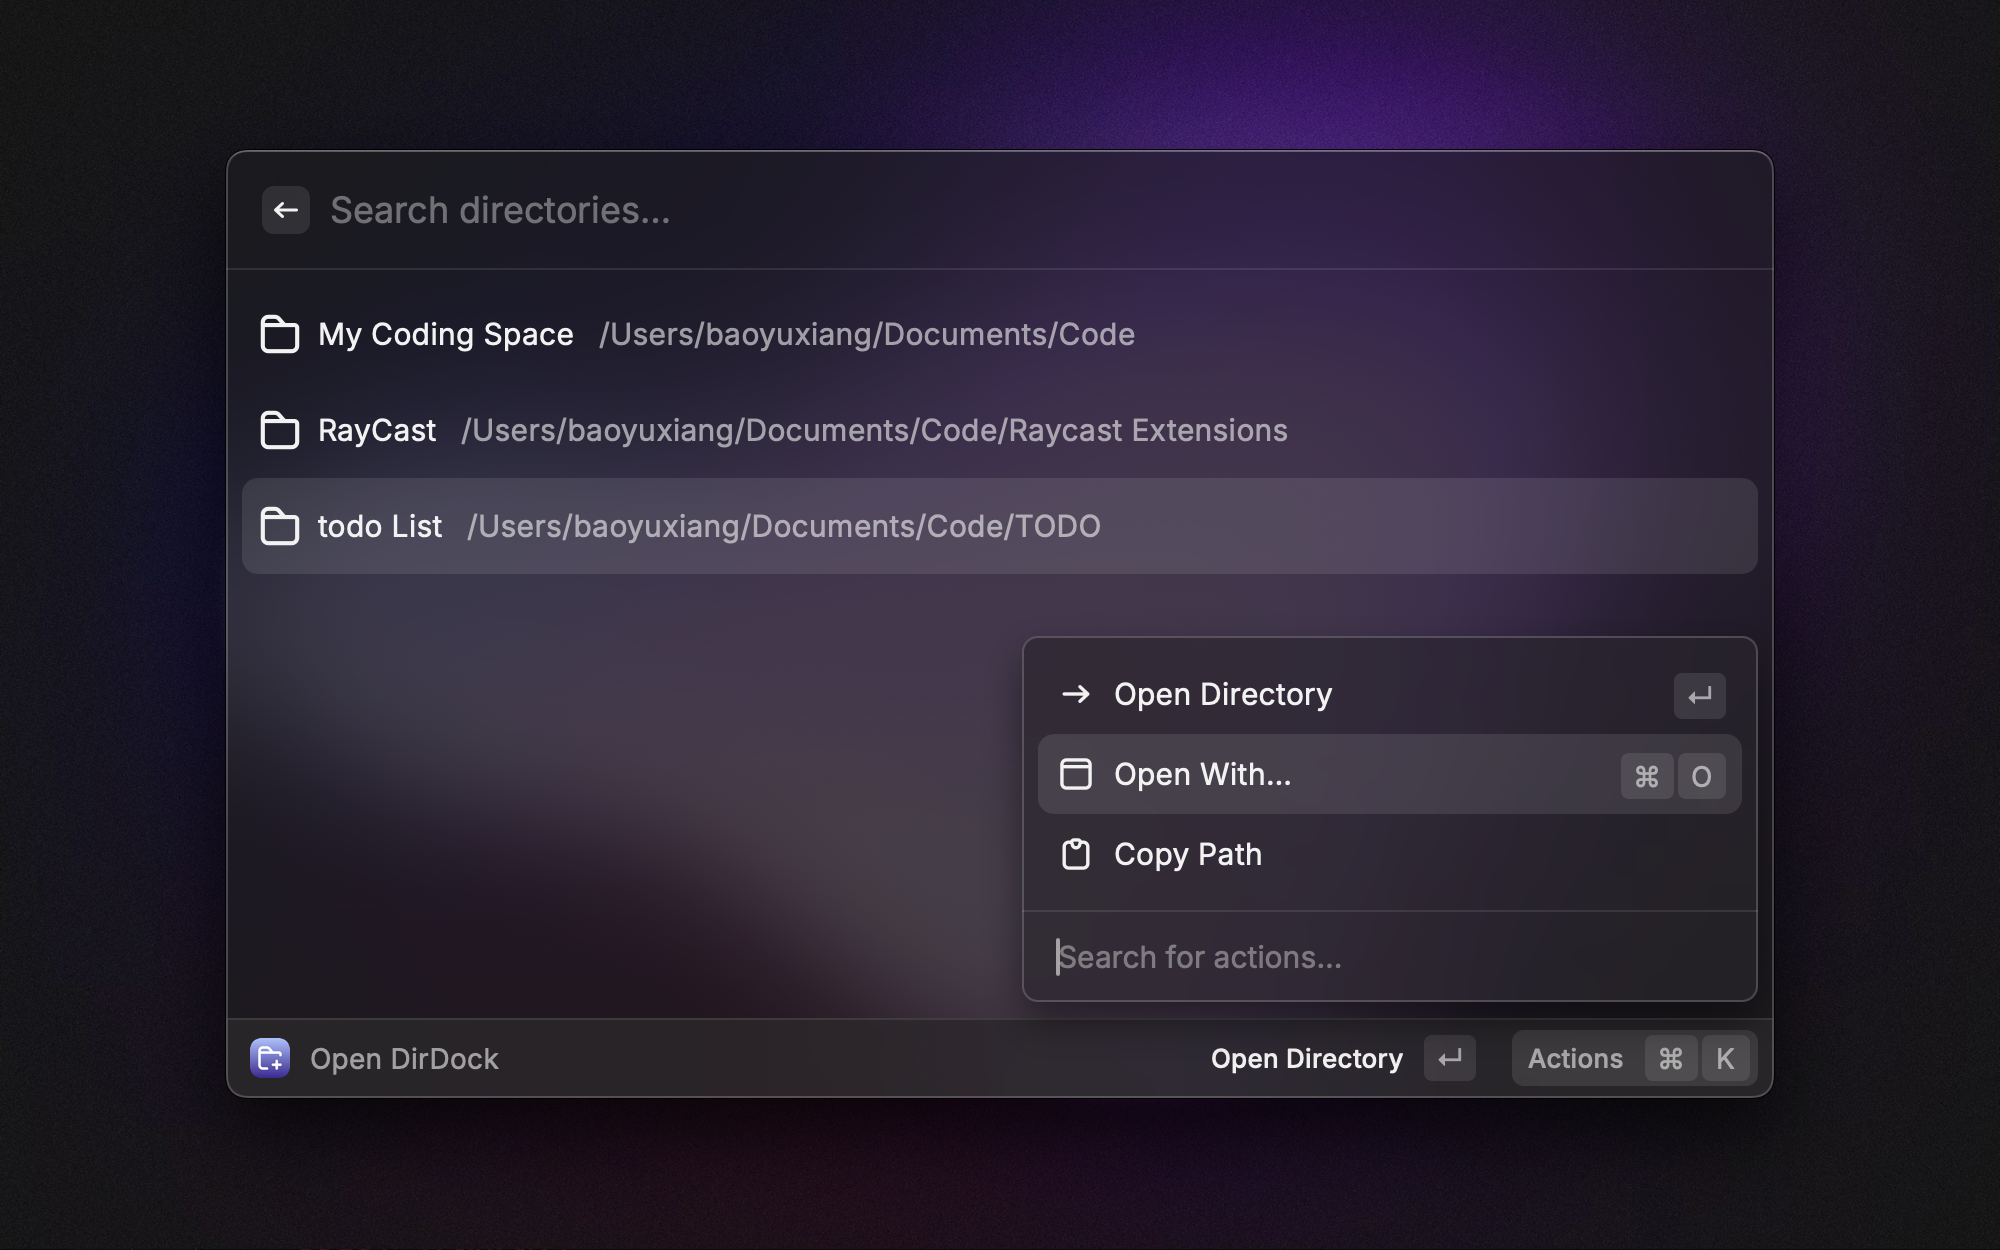 Search directories...
My Coding Space /Users/baoyuxiang/Documents/Code
RayCast /Users/baoyuxiang/Documents/Code/Raycast Extensions
todo List /Users/baoyuxiang/Documents/Code/TODO
Open Directory ↵
Open With... ⌘ O
Copy Path
Search for actions...
Open DirDock Open Directory ↵ Actions ⌘ K